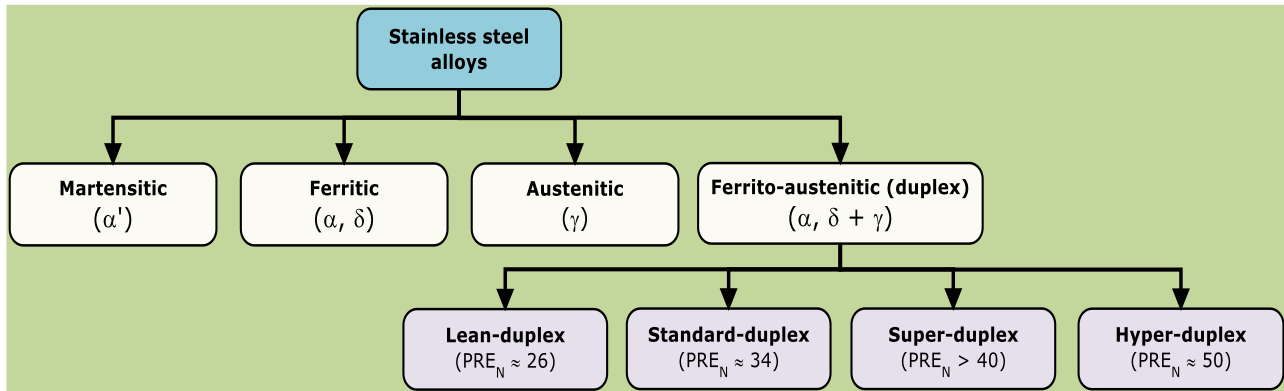 Stainless steel
alloys
Martensitic
(α')
Ferritic
(α, δ)
Austenitic
(γ)
Ferrito-austenitic (duplex)
(α, δ + γ)
Lean-duplex
(PRE_N ≈ 26)
Standard-duplex
(PRE_N ≈ 34)
Super-duplex
(PRE_N > 40)
Hyper-duplex
(PRE_N ≈ 50)